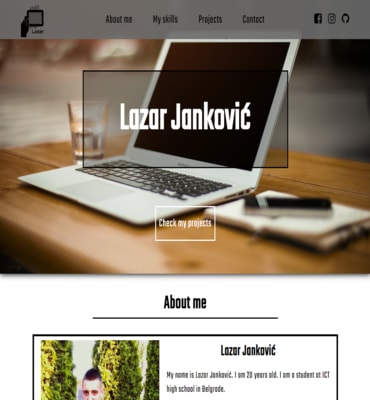 Lazar
About me
My skills
Projects
Contact
Lazar Janković
Check my projects
About me
Lazar Janković
My name is Lazar Janković. I am 20 years old. I am a student at ICT
high school in Belgrade.